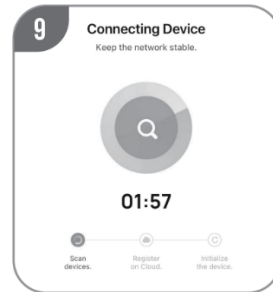 9
Connecting Device
Keep the network stable.
01:57
Scan
devices.
Register
on Cloud.
Initialize
the device.